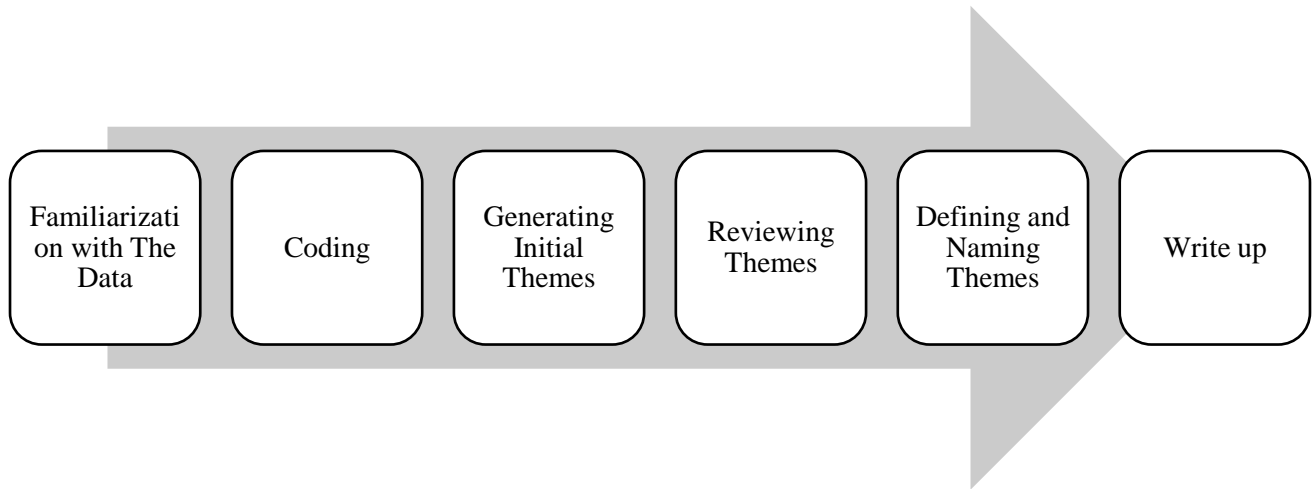 Familiarizati
on with The
Data
Coding
Generating
Initial
Themes
Reviewing
Themes
Defining and
Naming
Themes
Write up